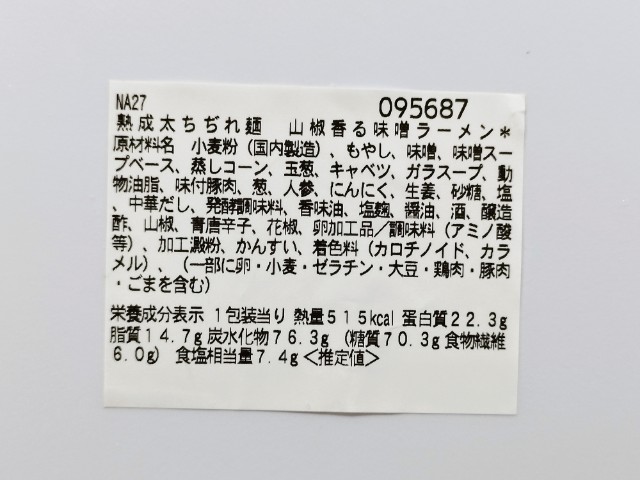 NA27
095687
熟成太ちぢれ麺　山椒香る味噌ラーメン＊
原材料名　小麦粉（国内製造）、もやし、味噌、味噌スー
プベース、蒸しコーン、玉葱、キャベツ、ガラスープ、動
物油脂、味付豚肉、葱、人参、にんにく、生姜、砂糖、塩
、中華だし、発酵調味料、香味油、塩麹、醤油、酒、醸造
酢、山椒、青唐辛子、花椒、卵加工品／調味料（アミノ酸
等）、加工澱粉、かんすい、着色料（カロチノイド、カラ
メル）、（一部に卵・小麦・ゼラチン・大豆・鶏肉・豚肉
・ごまを含む）
栄養成分表示　１包装当り　熱量５１５kcal　蛋白質２２.３g
脂質１４.７g炭水化物７６.３g　（糖質７０.３g食物繊維
６.０g）　食塩相当量７.４g＜推定値＞